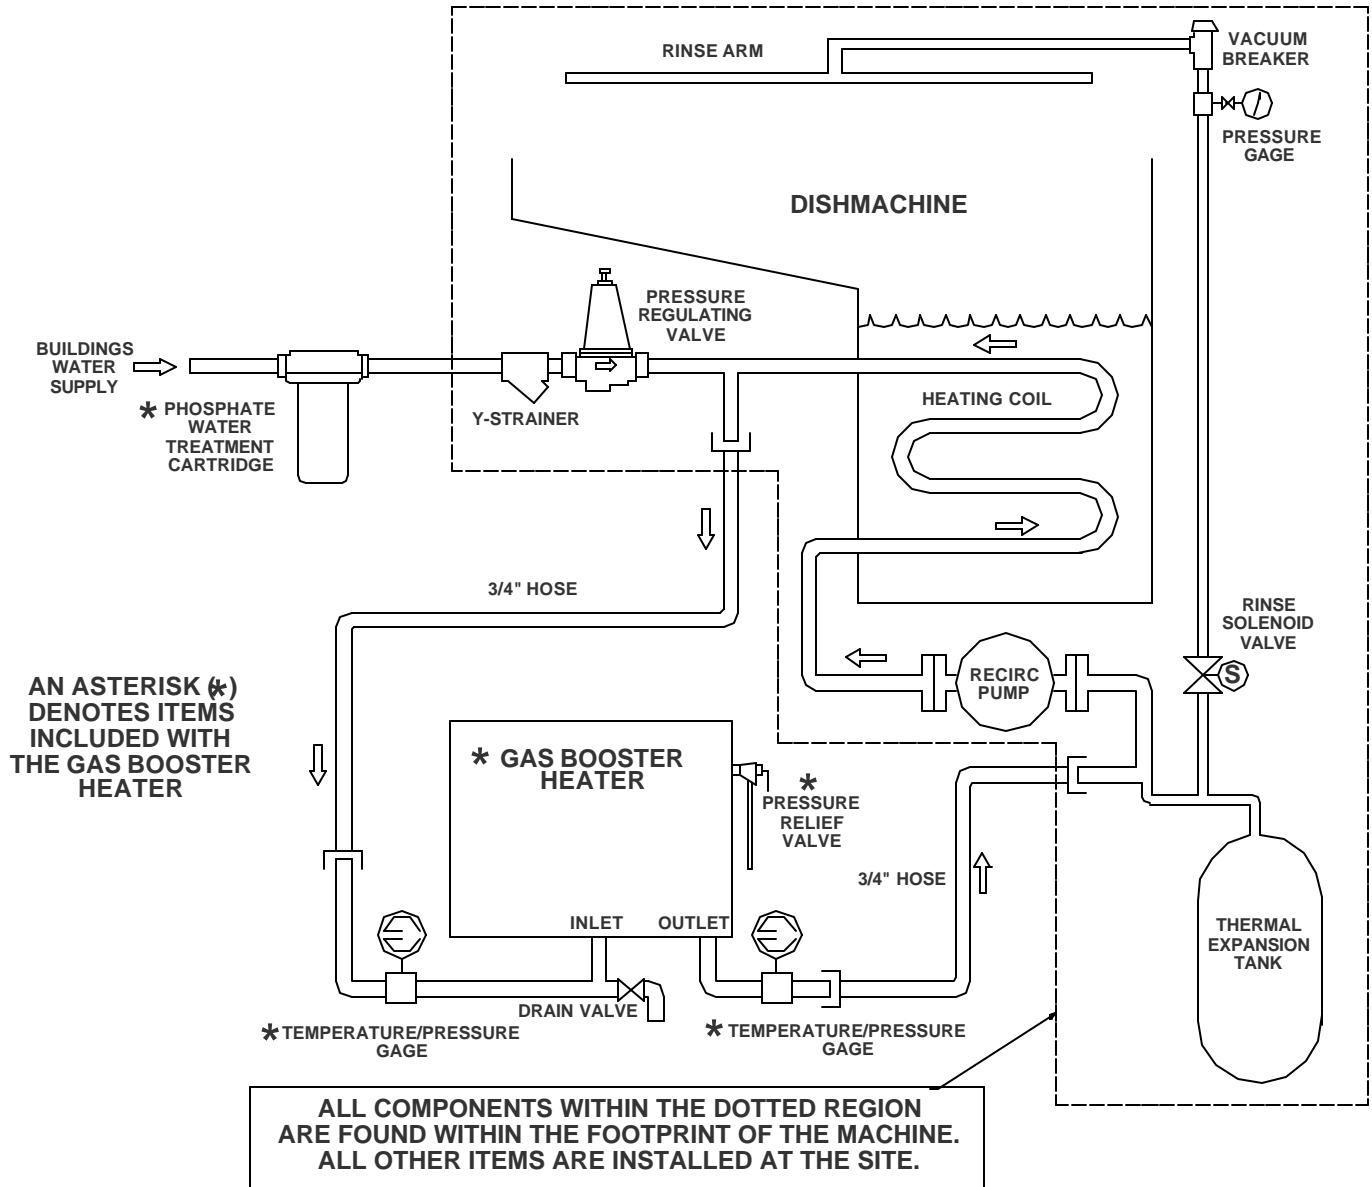 RINSE ARM
VACUUM
BREAKER
PRESSURE
GAGE
DISHMACHINE
PRESSURE
REGULATING
VALVE
BUILDINGS
WATER
SUPPLY
* PHOSPHATE
WATER
TREATMENT
CARTRIDGE
Y-STRAINER
HEATING COIL
3/4" HOSE
RINSE
SOLENOID
VALVE
S
RECIRC
PUMP
AN ASTERISK (*)
DENOTES ITEMS
INCLUDED WITH
THE GAS BOOSTER
HEATER
* GAS BOOSTER
HEATER
*
PRESSURE
RELIEF
VALVE
3/4" HOSE
INLET
OUTLET
THERMAL
EXPANSION
TANK
DRAIN VALVE
* TEMPERATURE/PRESSURE
GAGE
* TEMPERATURE/PRESSURE
GAGE
ALL COMPONENTS WITHIN THE DOTTED REGION
ARE FOUND WITHIN THE FOOTPRINT OF THE MACHINE.
ALL OTHER ITEMS ARE INSTALLED AT THE SITE.